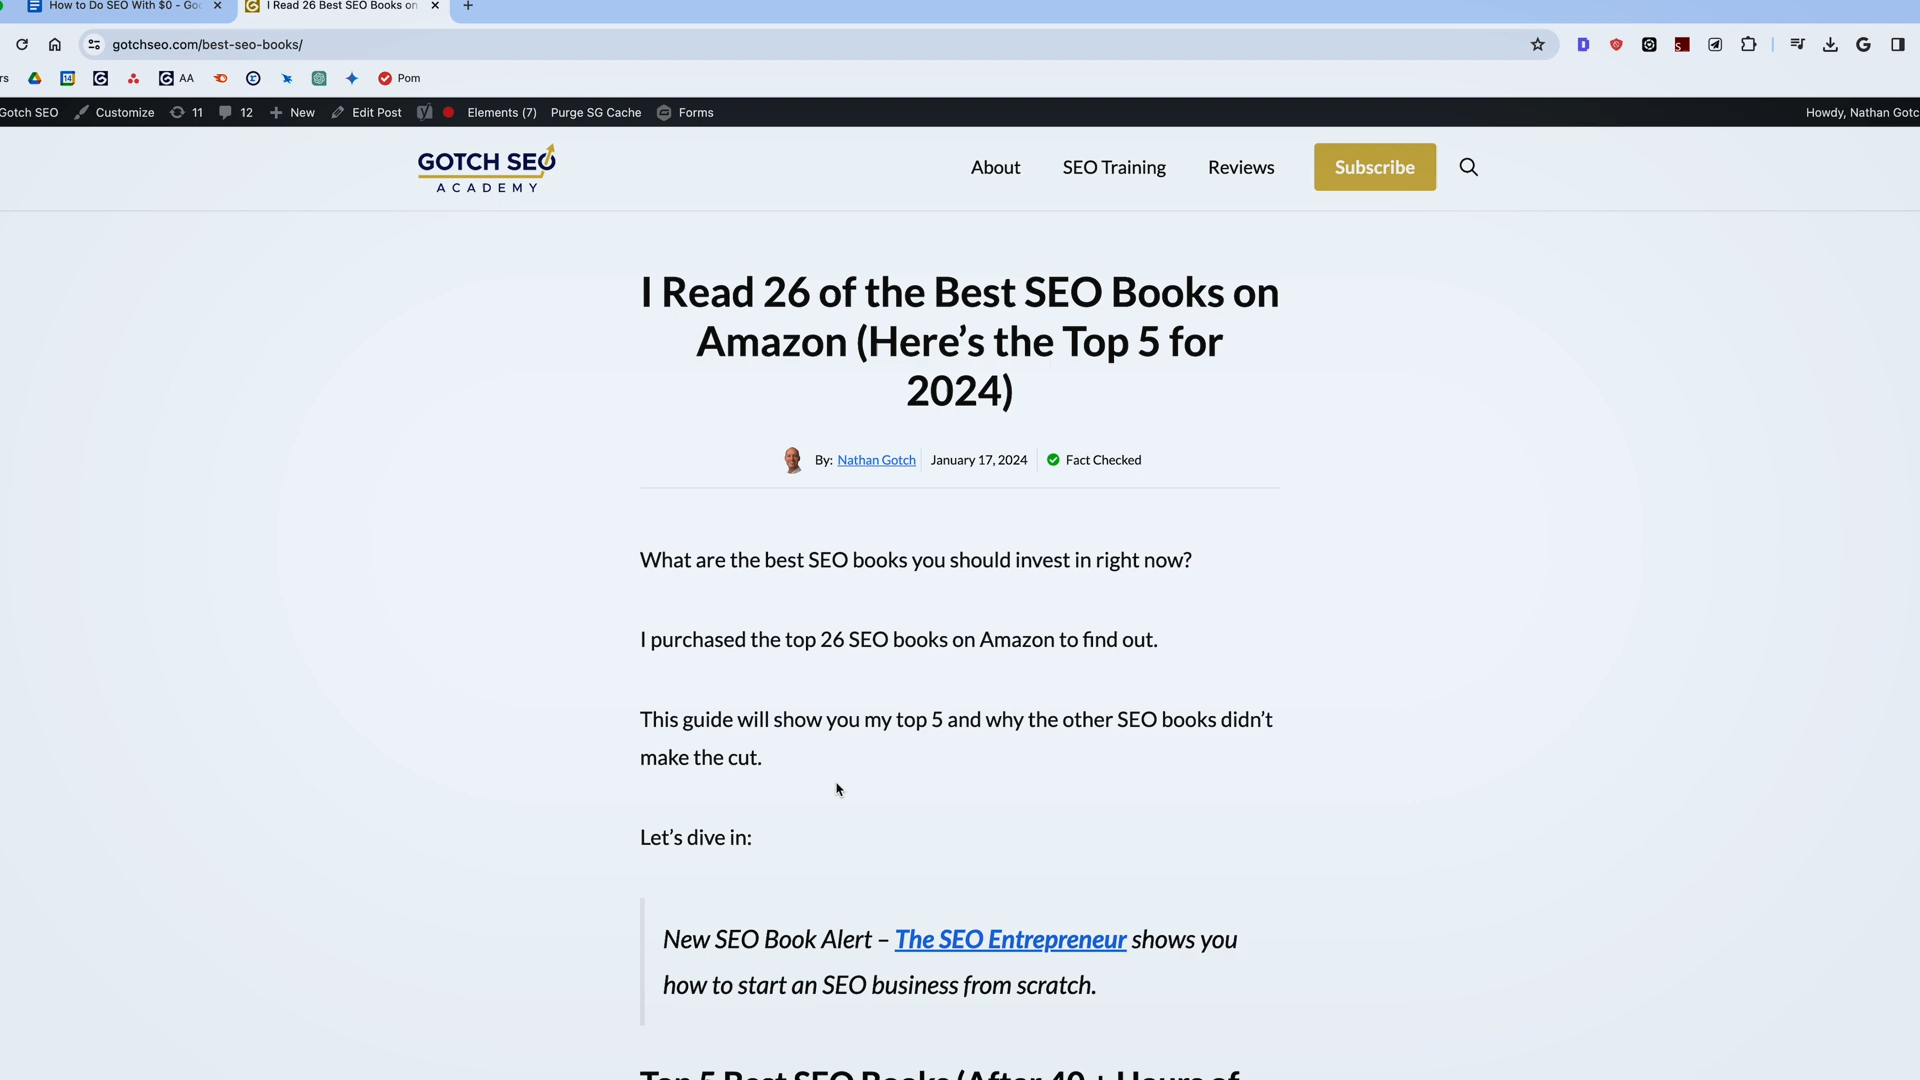 How to Do SEO With $0 - Goo
I Read 26 Best SEO Books on
gotchseo.com/best-seo-books/
rs
14
AA
Pom
Gotch SEO
Customize
11
12
New
Edit Post
Elements (7)
Purge SG Cache
Forms
Howdy, Nathan Gotc
GOTCH SEO
ACADEMY
About
SEO Training
Reviews
Subscribe
I Read 26 of the Best SEO Books on
Amazon (Here’s the Top 5 for
2024)
By: Nathan Gotch
January 17, 2024
Fact Checked
What are the best SEO books you should invest in right now?
I purchased the top 26 SEO books on Amazon to find out.
This guide will show you my top 5 and why the other SEO books didn’t
make the cut.
Let’s dive in:
New SEO Book Alert – The SEO Entrepreneur shows you
how to start an SEO business from scratch.
Top 5 Best SEO Books (After 40+ Hours of